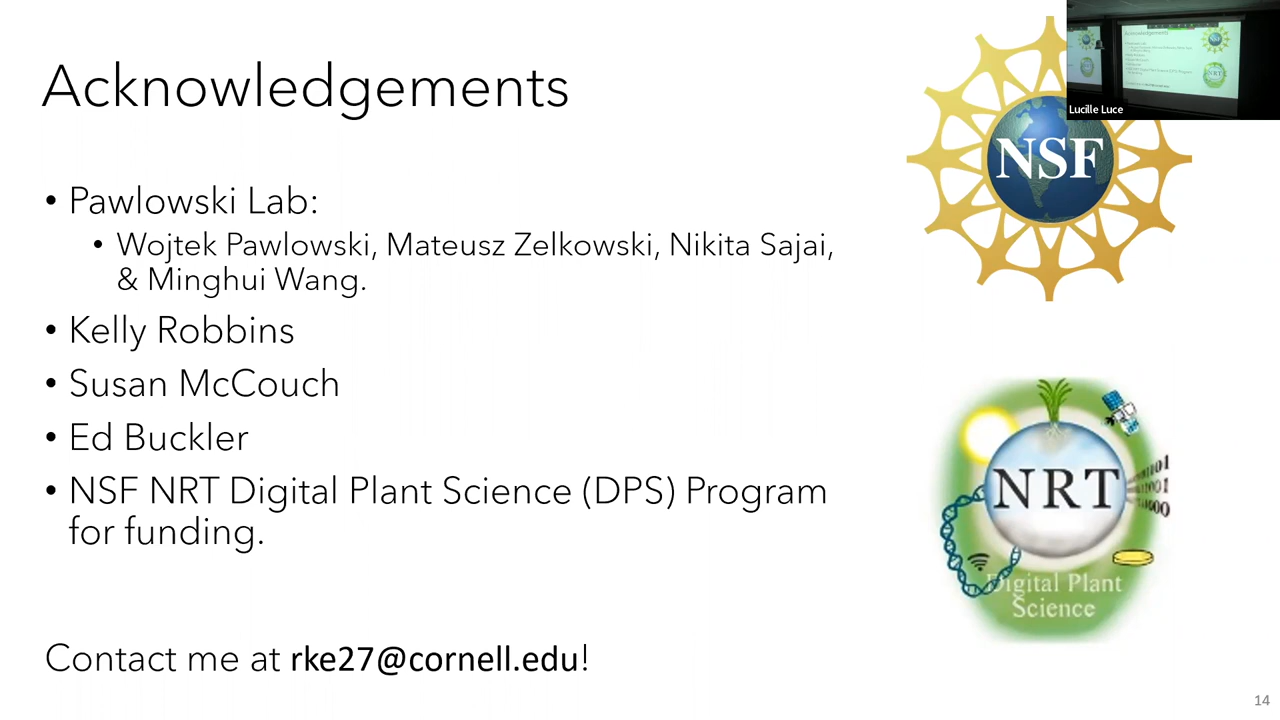 Acknowledgements
• Pawlowski Lab:
• Wojtek Pawlowski, Mateusz Zelkowski, Nikita Sajai,
& Minghui Wang.
• Kelly Robbins
• Susan McCouch
• Ed Buckler
• NSF NRT Digital Plant Science (DPS) Program
for funding.
Contact me at rke27@cornell.edu!
NSF
Lucille Luce
NRT
Digital Plant
Science
14